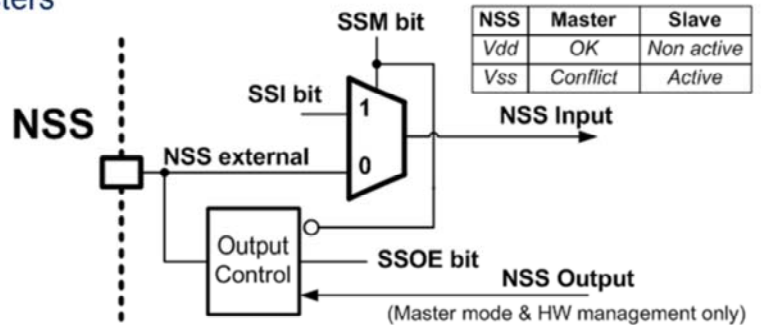 SSM bit
NSS Master Slave
Vdd OK Non active
Vss Conflict Active
SSI bit
1
NSS Input
NSS
NSS external
0
Output
Control
SSOE bit
NSS Output
(Master mode & HW management only)